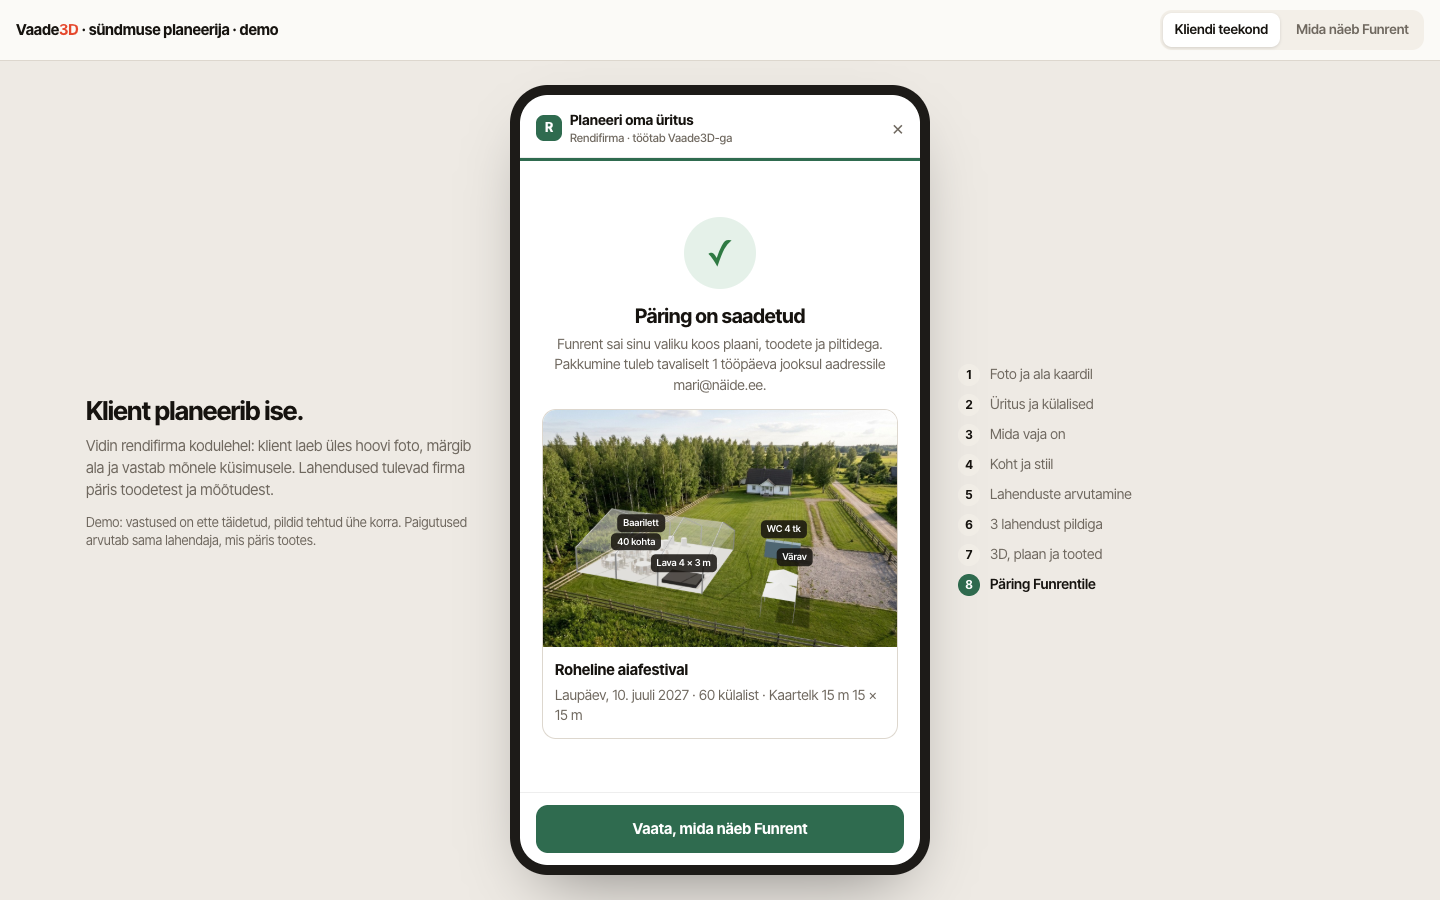 Vaade3D · sündmuse planeerija · demo
Kliendi teekond
Mida näeb Funrent
Klient planeerib ise.
Vidin rendifirma kodulehel: klient laeb üles hoovi foto, märgib
ala ja vastab mõnele küsimusele. Lahendused tulevad firma
päris toodetest ja mõõtudest.
Demo: vastused on ette täidetud, pildid tehtud ühe korra. Paigutused
arvutab sama lahendaja, mis päris tootes.
R
Planeeri oma üritus
Rendifirma · töötab Vaade3D-ga
×
Päring on saadetud
Funrent sai sinu valiku koos plaani, toodete ja piltidega.
Pakkumine tuleb tavaliselt 1 tööpäeva jooksul aadressile
mari@näide.ee.
Baarilett
40 kohta
Lava 4 × 3 m
WC 4 tk
Värav
Roheline aiafestival
Laupäev, 10. juuli 2027 · 60 külalist · Kaartelk 15 m 15 ×
15 m
Vaata, mida näeb Funrent
1 Foto ja ala kaardil
2 Üritus ja külalised
3 Mida vaja on
4 Koht ja stiil
5 Lahenduste arvutamine
6 3 lahendust pildiga
7 3D, plaan ja tooted
8 Päring Funrentile